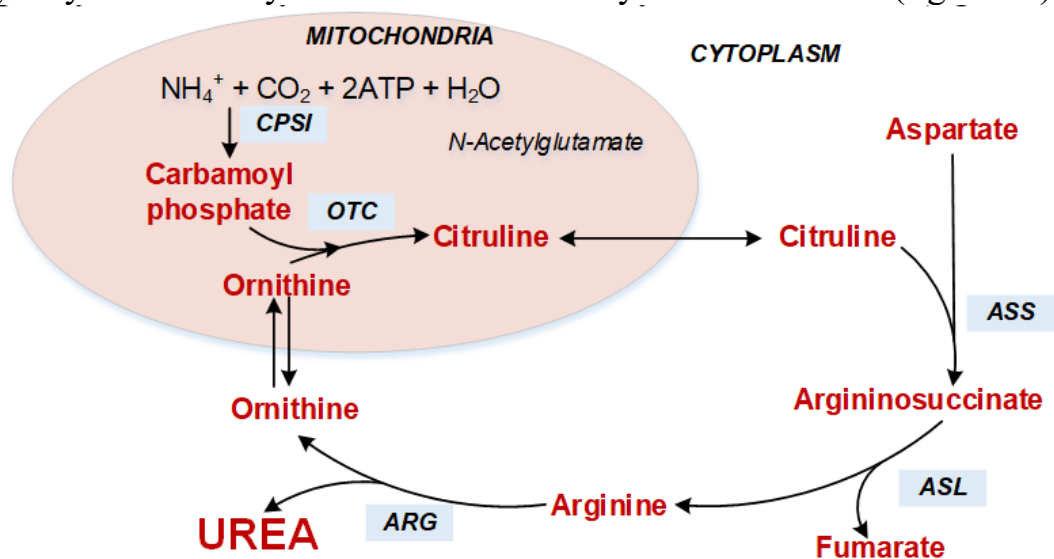 MITOCHONDRIA
CYTOPLASM
NH₄⁺ + CO₂ + 2ATP + H₂O
CPSI
N-Acetylglutamate
Aspartate
Carbamoyl
phosphate
OTC
Citruline
Citruline
Ornithine
ASS
Ornithine
Argininosuccinate
ASL
Arginine
ARG
UREA
Fumarate